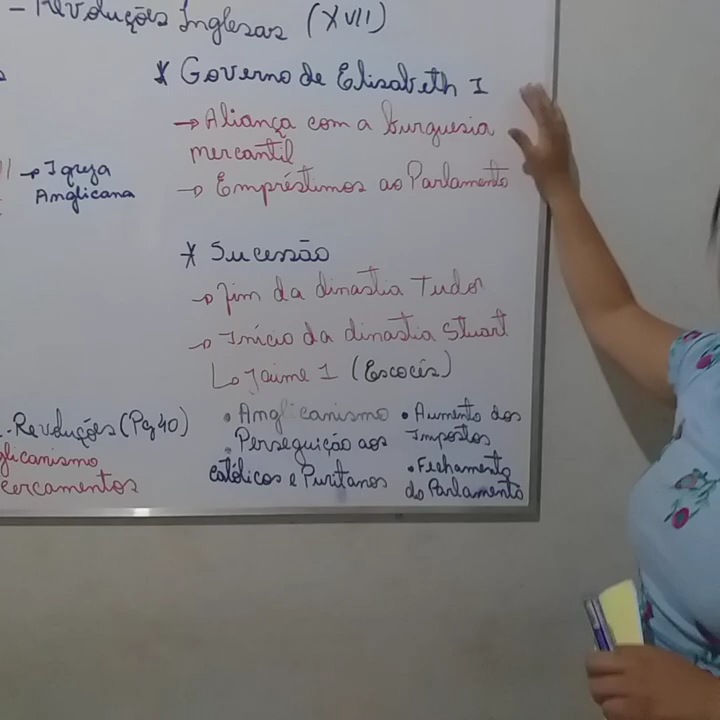 - Revoluções Inglesas (XVII)
* Governo de Elisabeth I
→ Aliança com a burguesia
mercantil
→ Igreja
Anglicana
→ Empréstimos ao Parlamento
* Sucessão
→ Fim da dinastia Tudor
→ Início da dinastia Stuart
↳ Jaime I (Escocês)
• Anglicanismo
• Perseguição aos
católicos e Puritanos
• Aumento dos
Impostos
• Fechamento
do Parlamento
. Revoluções (Pg 40)
glicanismo
cercamentos